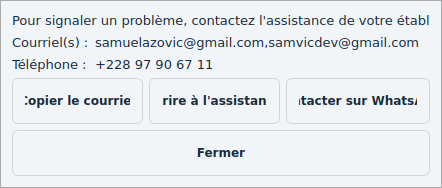 Pour signaler un problème, contactez l'assistance de votre établ
Courriel(s) : samuelazovic@gmail.com,samvicdev@gmail.com
Téléphone : +228 97 90 67 11
Copier le courrie
rire à l'assistan
ntacter sur WhatsA
Fermer